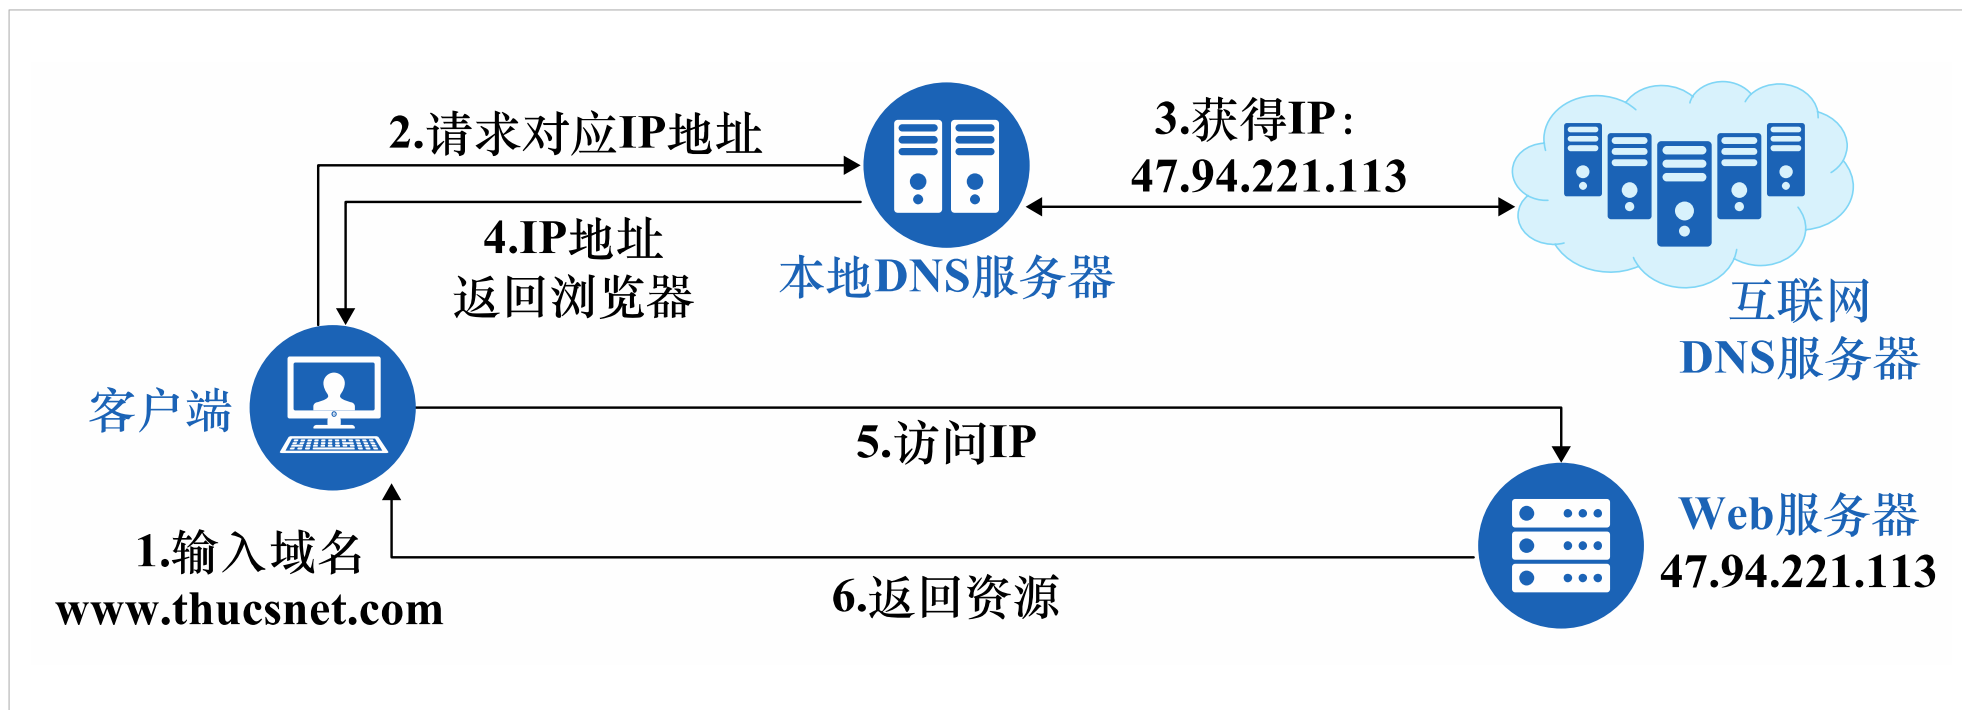 2.请求对应IP地址
3.获得IP：
47.94.221.113
4.IP地址
返回浏览器
本地DNS服务器
互联网
DNS服务器
客户端
5.访问IP
Web服务器
47.94.221.113
1.输入域名
www.thucsnet.com
6.返回资源